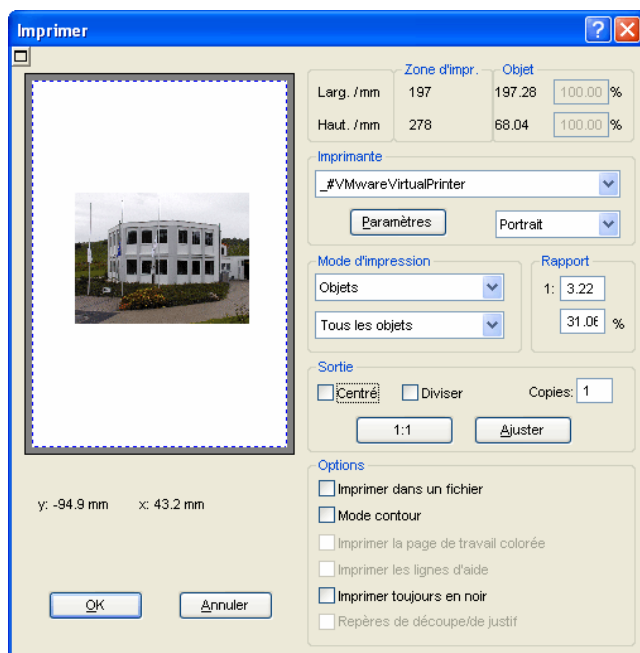 Imprimer
Zone d'impr. Objet
Larg. /mm 197 197.28 100.00 %
Haut. /mm 278 68.04 100.00 %
Imprimante
_#VMwareVirtualPrinter
Paramètres Portrait
Mode d'impression Rapport
Objets 1: 3.22
Tous les objets 31.06 %
Sortie
Centré Diviser Copies: 1
1:1 Ajuster
Options
Imprimer dans un fichier
Mode contour
Imprimer la page de travail colorée
Imprimer les lignes d'aide
Imprimer toujours en noir
Repères de découpe/de justif
y: -94.9 mm x: 43.2 mm
OK Annuler